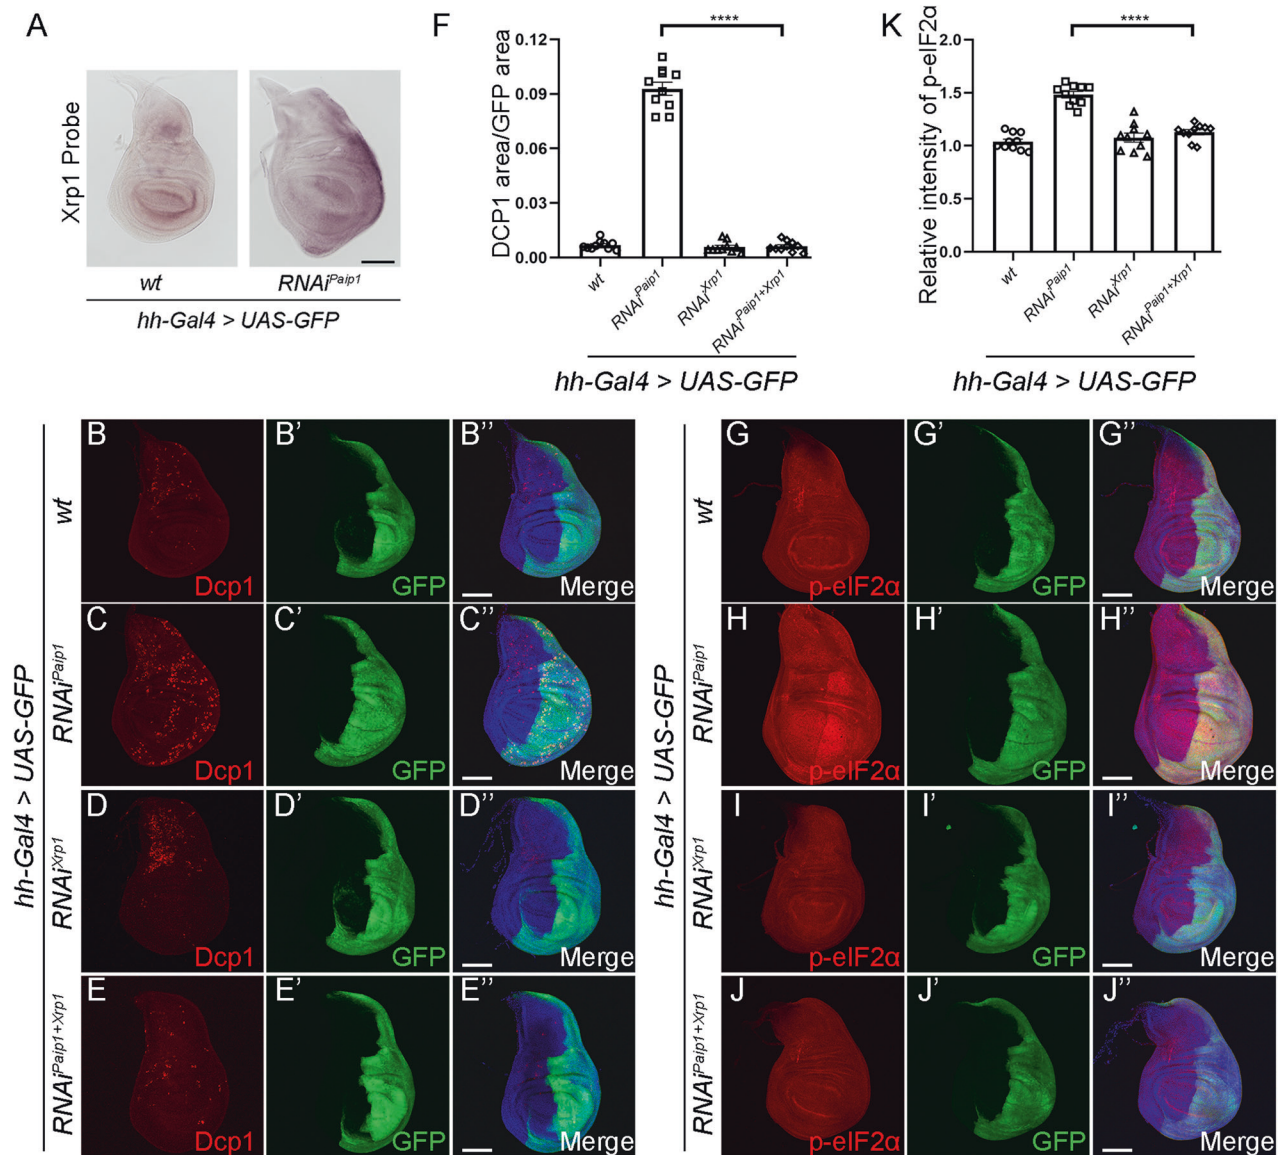 A
Xrp1 Probe
wt
RNAi^Paip1
hh-Gal4 > UAS-GFP
F
****
DCP1 area/GFP area
0.12
0.09
0.06
0.03
0.00
wt
RNAi^Paip1
RNAi^Xrp1
RNAi^Paip1+Xrp1
hh-Gal4 > UAS-GFP
K
****
Relative intensity of p-eIF2α
2.0
1.5
1.0
0.5
0.0
wt
RNAi^Paip1
RNAi^Xrp1
RNAi^Paip1+Xrp1
hh-Gal4 > UAS-GFP
hh-Gal4 > UAS-GFP
wt
B
Dcp1
B'
GFP
B''
Merge
RNAi^Paip1
C
Dcp1
C'
GFP
C''
Merge
RNAi^Xrp1
D
Dcp1
D'
GFP
D''
Merge
RNAi^Paip1+Xrp1
E
Dcp1
E'
GFP
E''
Merge
hh-Gal4 > UAS-GFP
wt
G
p-eIF2α
G'
GFP
G''
Merge
RNAi^Paip1
H
p-eIF2α
H'
GFP
H''
Merge
RNAi^Xrp1
I
p-eIF2α
I'
GFP
I''
Merge
RNAi^Paip1+Xrp1
J
p-eIF2α
J'
GFP
J''
Merge